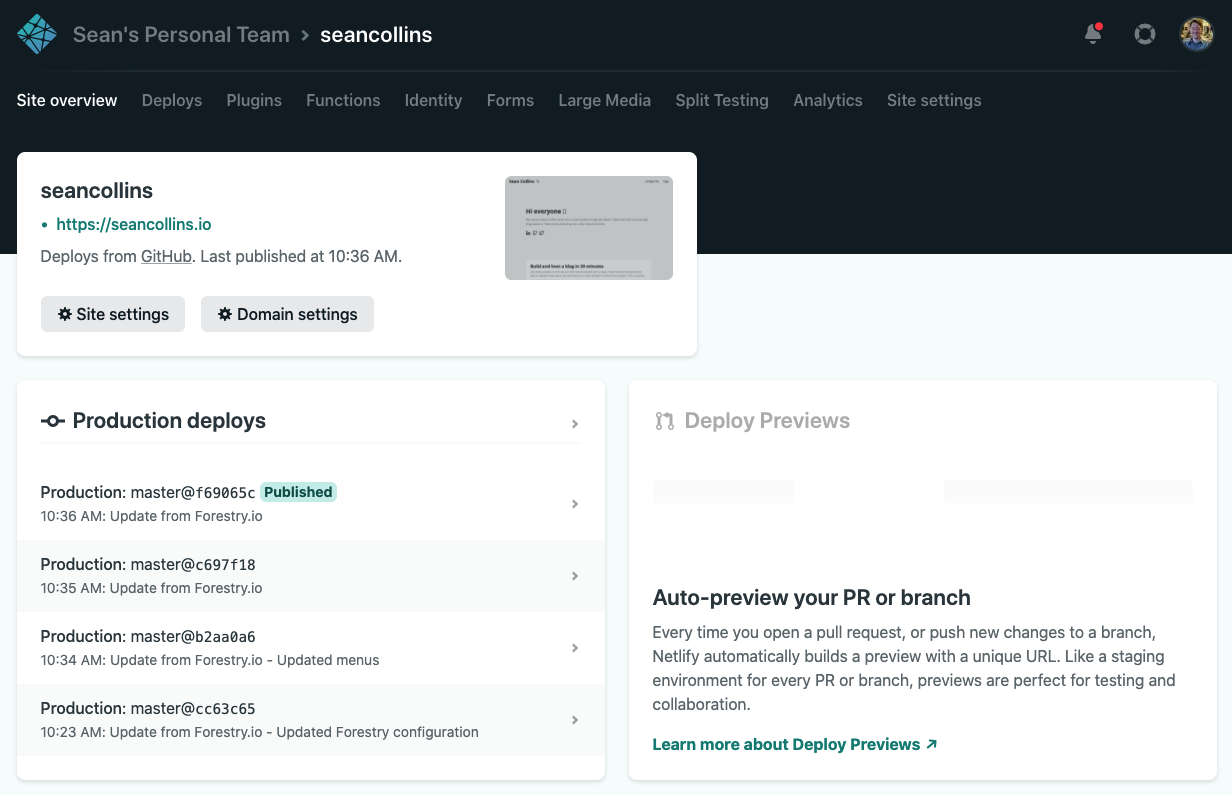 Sean's Personal Team > seancollins
Site overview Deploys Plugins Functions Identity Forms Large Media Split Testing Analytics Site settings
seancollins
• https://seancollins.io
Deploys from GitHub. Last published at 10:36 AM.
Site settings Domain settings
Sean Collins
Hi everyone
Build and host a blog in 30 minutes
Production deploys
Production: master@f69065c Published
10:36 AM: Update from Forestry.io
Production: master@c697f18
10:35 AM: Update from Forestry.io
Production: master@b2aa0a6
10:34 AM: Update from Forestry.io - Updated menus
Production: master@cc63c65
10:23 AM: Update from Forestry.io - Updated Forestry configuration
Deploy Previews
Auto-preview your PR or branch
Every time you open a pull request, or push new changes to a branch,
Netlify automatically builds a preview with a unique URL. Like a staging
environment for every PR or branch, previews are perfect for testing and
collaboration.
Learn more about Deploy Previews ↗